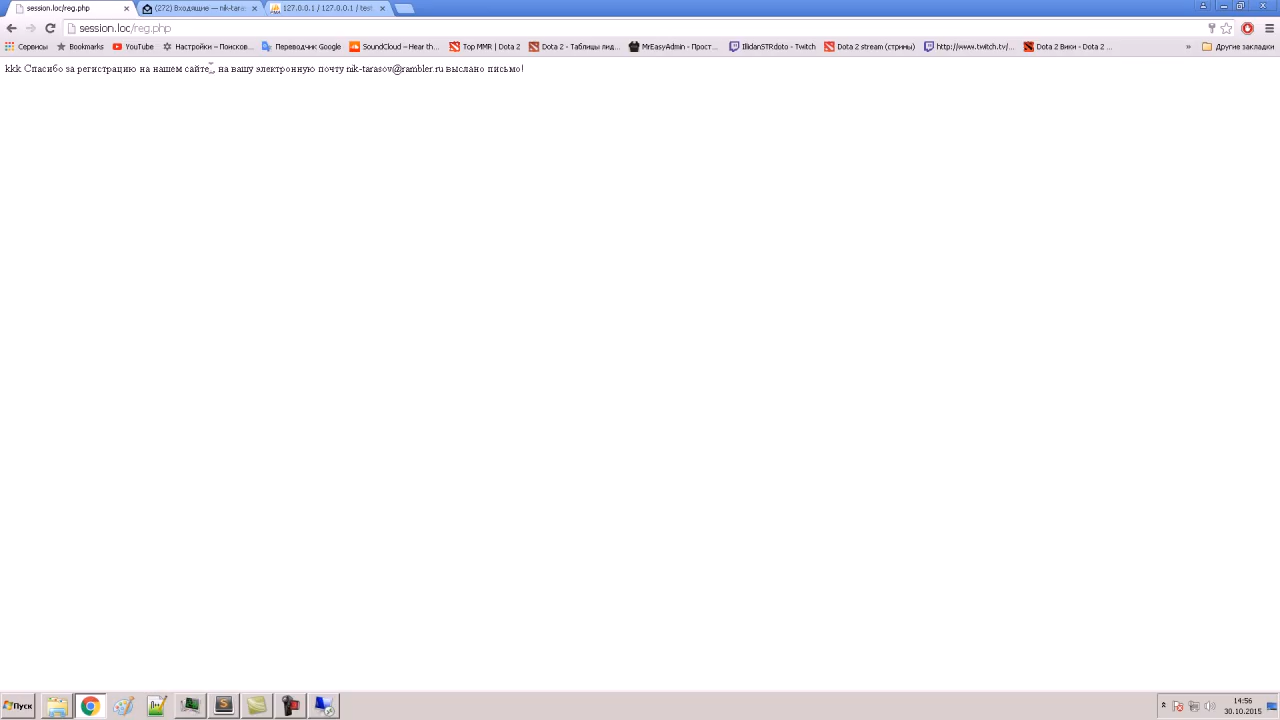 session.loc/reg.php
(272) Входящие — nik-tara
127.0.0.1 / 127.0.0.1 / test
session.loc/reg.php
Сервисы Bookmarks YouTube Настройки – Поисков... Переводчик Google SoundCloud – Hear th... Top MMR | Dota 2 Dota 2 - Таблицы лид... MrEasyAdmin - Прост... IllidanSTRdoto - Twitch Dota 2 stream (стримы) http://www.twitch.tv/j... Dota 2 Вики - Dota 2 ... » Другие закладки
kkk Спасибо за регистрацию на нашем сайте , на вашу электронную почту nik-tarasov@rambler.ru выслано письмо!
Пуск
14:56
30.10.2015